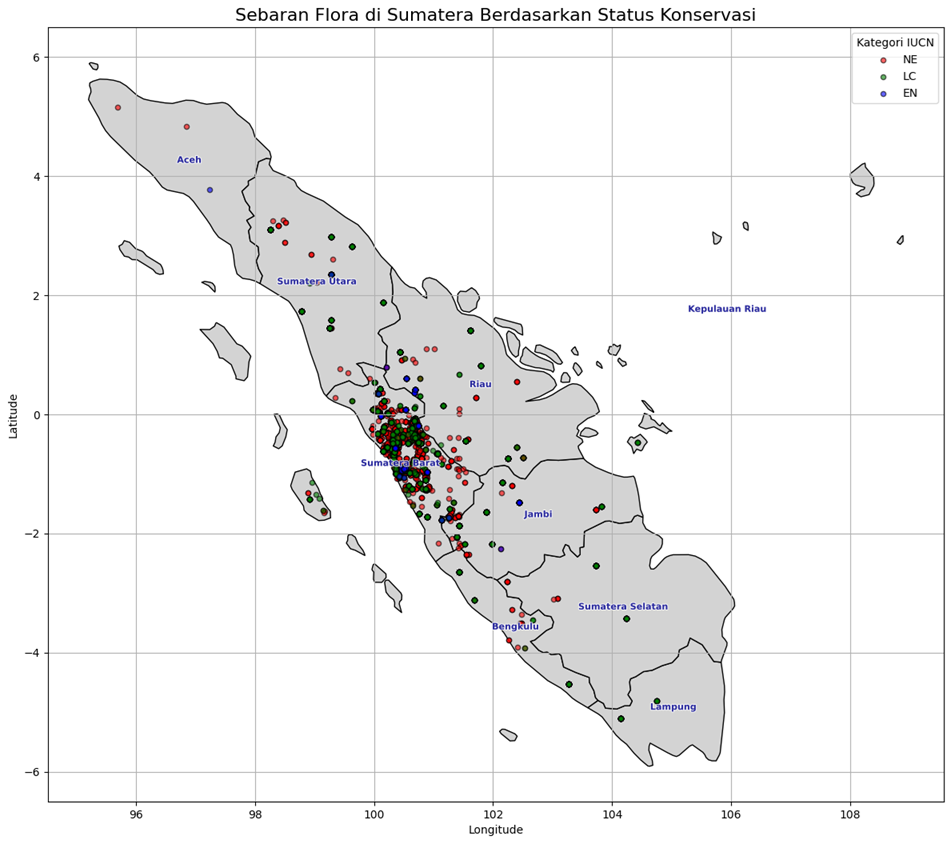 Sebaran Flora di Sumatera Berdasarkan Status Konservasi
Kategori IUCN
NE
LC
EN
Aceh
Sumatera Utara
Kepulauan Riau
Riau
Sumatera Barat
Jambi
Sumatera Selatan
Bengkulu
Lampung
Latitude
6
4
2
0
−2
−4
−6
96
98
100
102
104
106
108
Longitude